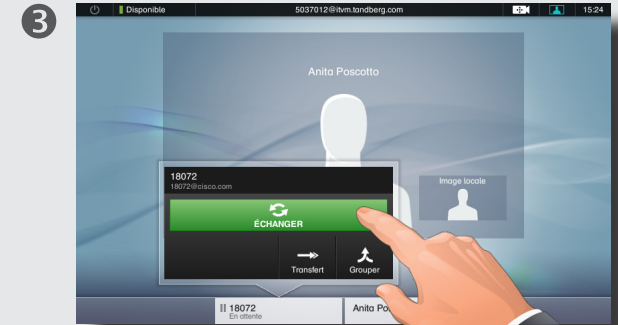 3
Disponible
5037012@itvm.tandberg.com
15:24
Anita Poscotto
18072
18072@cisco.com
ÉCHANGER
Image locale
Transfert
Grouper
18072
En attente
Anita Po